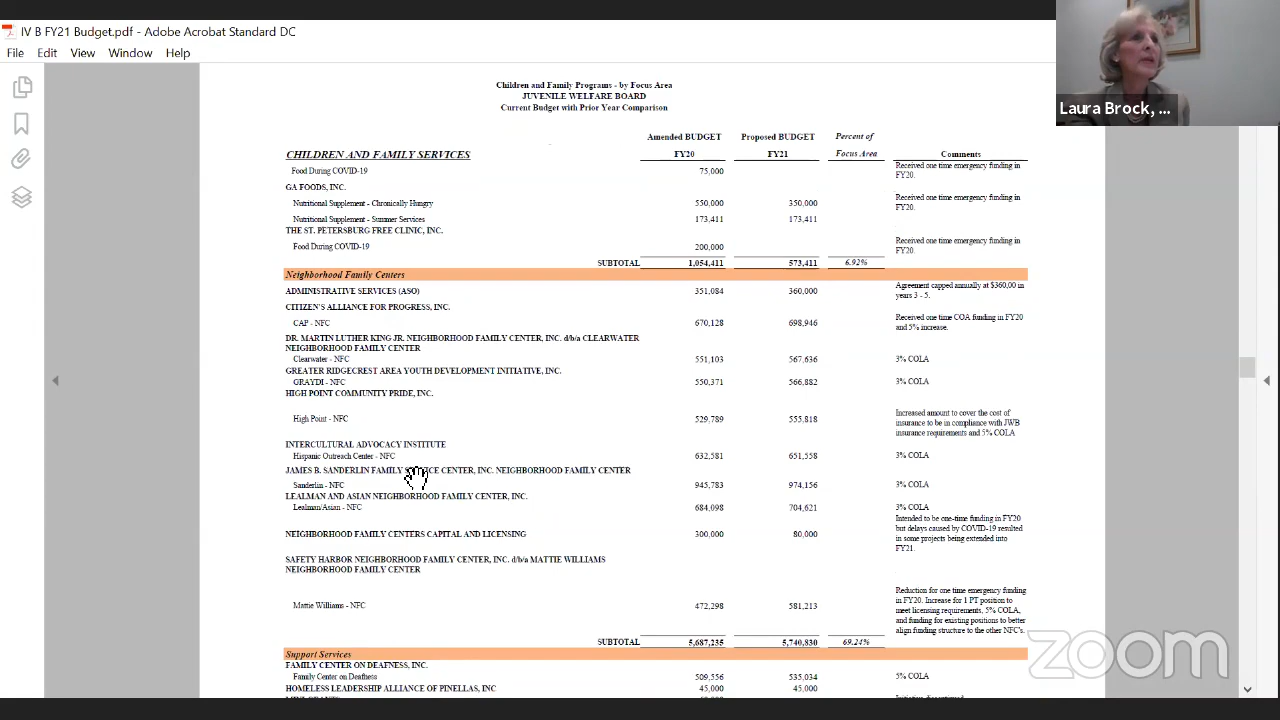 IV B FY21 Budget.pdf - Adobe Acrobat Standard DC
File Edit View Window Help
Laura Brock, ...
Children and Family Programs - by Focus Area
JUVENILE WELFARE BOARD
Current Budget with Prior Year Comparison
Amended BUDGET Proposed BUDGET Percent of
CHILDREN AND FAMILY SERVICES FY20 FY21 Focus Area Comments
Food During COVID-19 75,000 Received one time emergency funding in
FY20.
GA FOODS, INC.
Nutritional Supplement - Chronically Hungry 550,000 350,000 Received one time emergency funding in
FY20.
Nutritional Supplement - Summer Services 173,411 173,411
THE ST. PETERSBURG FREE CLINIC, INC.
Food During COVID-19 200,000 Received one time emergency funding in
FY20.
SUBTOTAL 1,054,411 573,411 6.92%
Neighborhood Family Centers
ADMINISTRATIVE SERVICES (ASO) 351,084 360,000 Agreement capped annually at $360,00 in
years 3 - 5.
CITIZEN'S ALLIANCE FOR PROGRESS, INC.
CAP - NFC 670,128 698,946 Received one time COA funding in FY20
and 5% increase.
DR. MARTIN LUTHER KING JR. NEIGHBORHOOD FAMILY CENTER, INC. d/b/a CLEARWATER
NEIGHBORHOOD FAMILY CENTER
Clearwater - NFC 551,103 567,636 3% COLA
GREATER RIDGECREST AREA YOUTH DEVELOPMENT INITIATIVE, INC.
GRAYDI - NFC 550,371 566,882 3% COLA
HIGH POINT COMMUNITY PRIDE, INC.
High Point - NFC 529,789 555,818 Increased amount to cover the cost of
insurance to be in compliance with JWB
insurance requirements and 5% COLA
INTERCULTURAL ADVOCACY INSTITUTE
Hispanic Outreach Center - NFC 632,581 651,558 3% COLA
JAMES B. SANDERLIN FAMILY CENTER, INC. NEIGHBORHOOD FAMILY CENTER
Sanderlin - NFC 945,783 974,156 3% COLA
LEALMAN AND ASIAN NEIGHBORHOOD FAMILY CENTER, INC.
Lealman/Asian - NFC 684,098 704,621 3% COLA
NEIGHBORHOOD FAMILY CENTERS CAPITAL AND LICENSING 300,000 80,000 Intended to be one-time funding in FY20
but delays caused by COVID-19 resulted
in some projects being extended into
FY21.
SAFETY HARBOR NEIGHBORHOOD FAMILY CENTER, INC. d/b/a MATTIE WILLIAMS
NEIGHBORHOOD FAMILY CENTER
Mattie Williams - NFC 472,298 581,213 Reduction for one time emergency funding
in FY20. Increase for 1 PT position to
meet licensing requirements, 5% COLA,
and funding for existing positions to better
align funding structure to the other NFC's.
SUBTOTAL 5,687,235 5,740,830 69.24%
Support Services
FAMILY CENTER ON DEAFNESS, INC.
Family Center on Deafness 509,556 535,034 5% COLA
HOMELESS LEADERSHIP ALLIANCE OF PINELLAS, INC 45,000 45,000
zoom